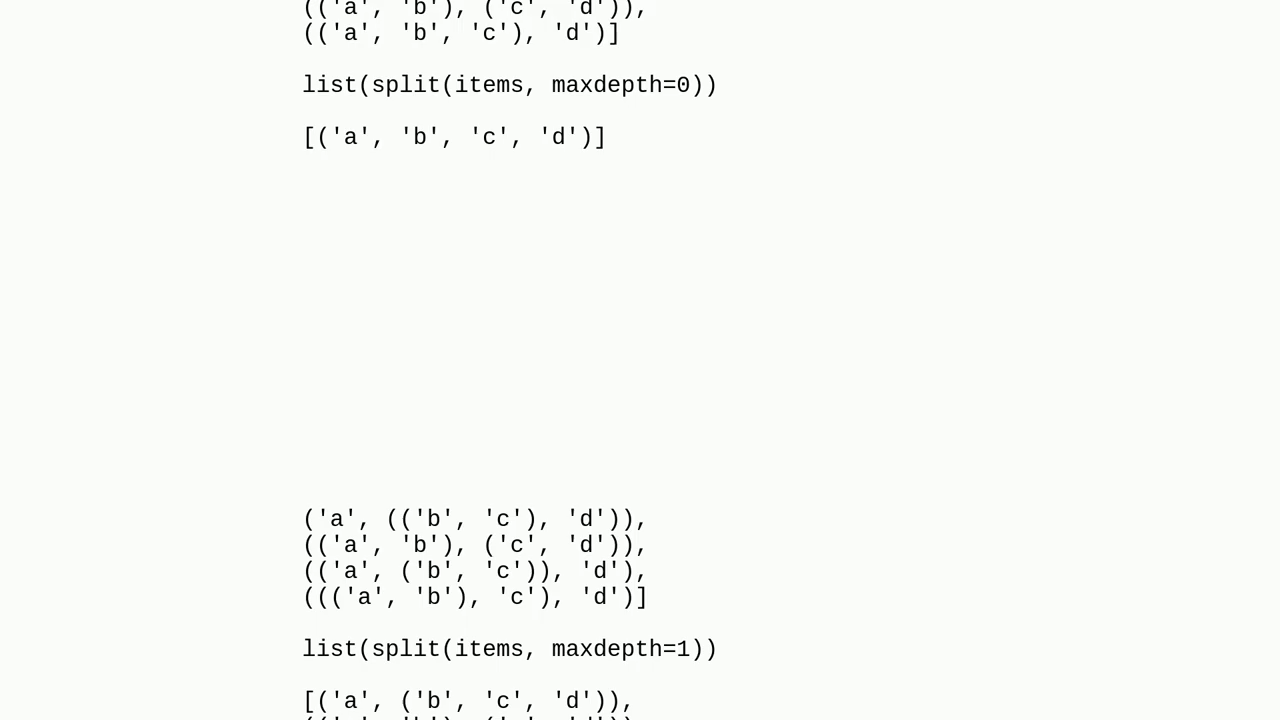 (('a', 'b'), ('c', 'd')),
(('a', 'b', 'c'), 'd')]
list(split(items, maxdepth=0))
[('a', 'b', 'c', 'd')]
('a', (('b', 'c'), 'd')),
(('a', 'b'), ('c', 'd')),
(('a', ('b', 'c')), 'd'),
((('a', 'b'), 'c'), 'd')]
list(split(items, maxdepth=1))
[('a', ('b', 'c', 'd')),